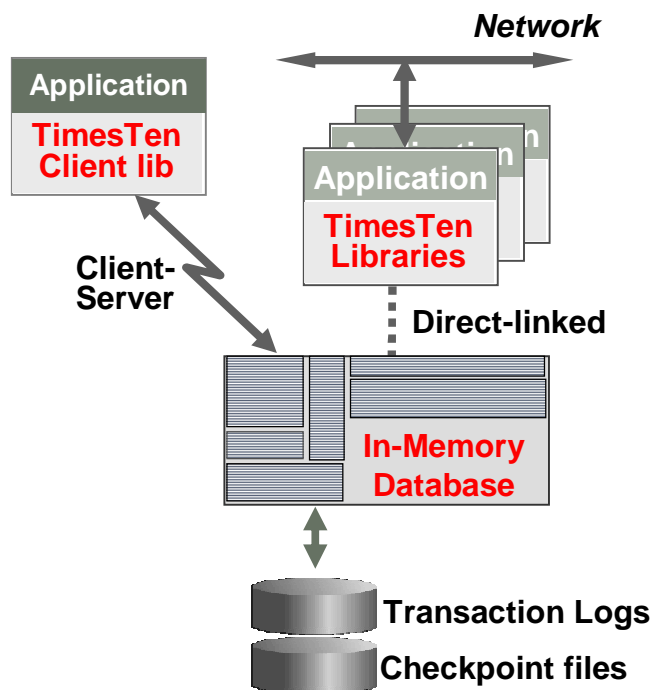 Network
Application
TimesTen
Client lib
Application
TimesTen
Libraries
Client-
Server
Direct-linked
In-Memory
Database
Transaction Logs
Checkpoint files